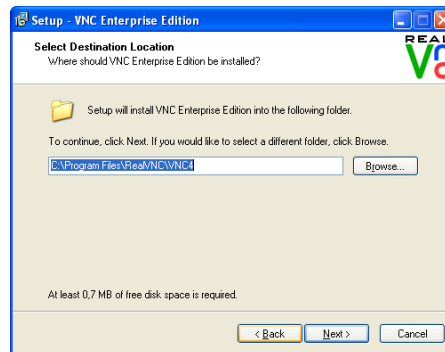 Setup - VNC Enterprise Edition
Select Destination Location
Where should VNC Enterprise Edition be installed?
REAL
Setup will install VNC Enterprise Edition into the following folder.
To continue, click Next. If you would like to select a different folder, click Browse.
C:\Program Files\RealVNC\VNC4
Browse...
At least 0,7 MB of free disk space is required.
< Back
Next >
Cancel